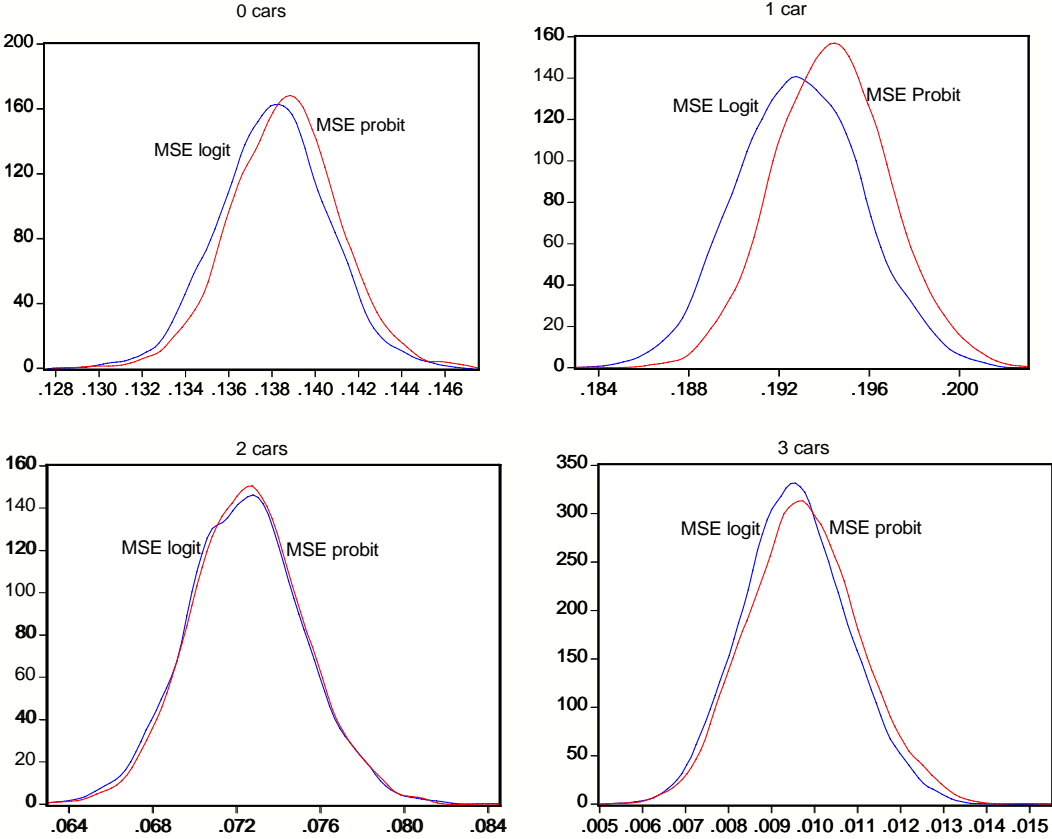 0 cars
200
160
120
80
40
0
MSE logit
MSE probit
.128 .130 .132 .134 .136 .138 .140 .142 .144 .146
1 car
160
140
120
100
80
60
40
20
0
MSE Logit
MSE Probit
.184 .188 .192 .196 .200
2 cars
160
140
120
100
80
60
40
20
0
MSE logit
MSE probit
.064 .068 .072 .076 .080 .084
3 cars
350
300
250
200
150
100
50
0
MSE logit
MSE probit
.005 .006 .007 .008 .009 .010 .011 .012 .013 .014 .015